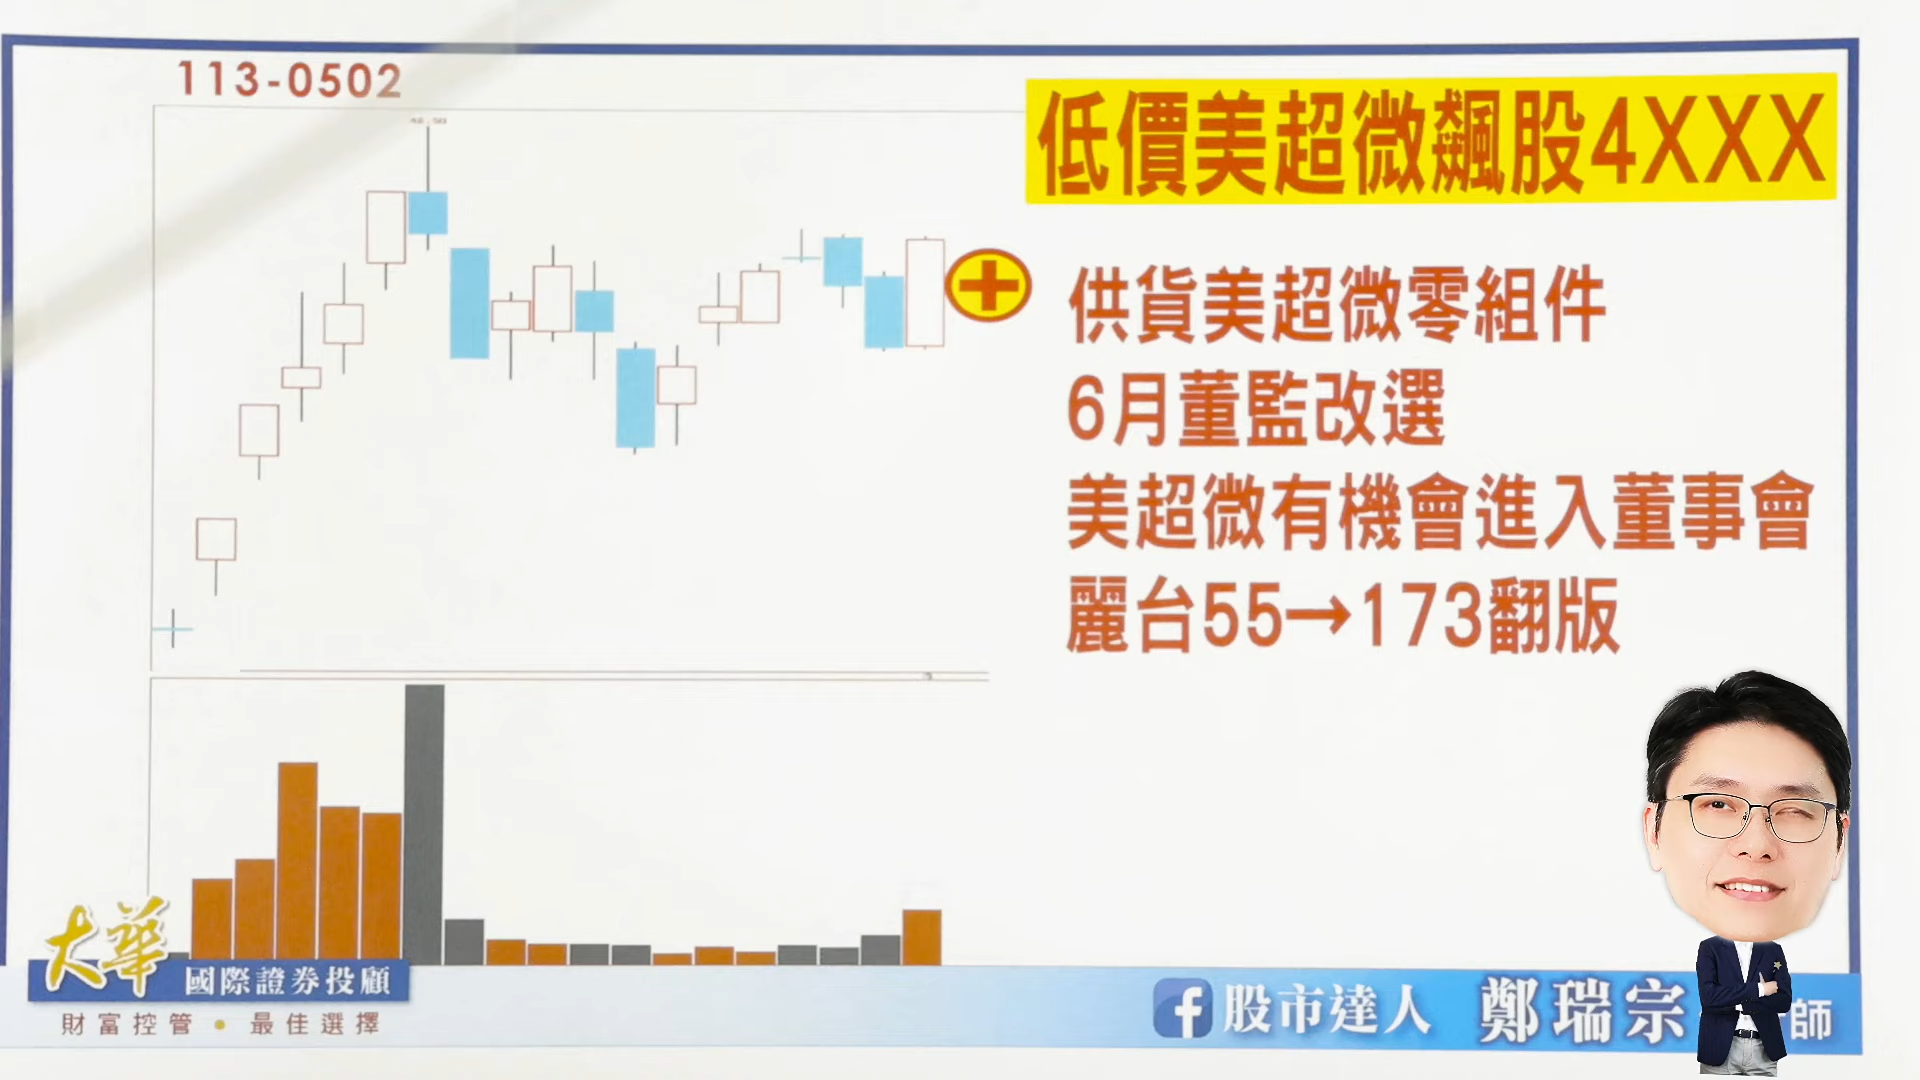 113-0502
低價美超微飆股4XXX
供貨美超微零組件
6月董監改選
美超微有機會進入董事會
麗台55→173翻版
大華
國際證券投顧
財富控管・最佳選擇
f 股市達人 鄭瑞宗 師